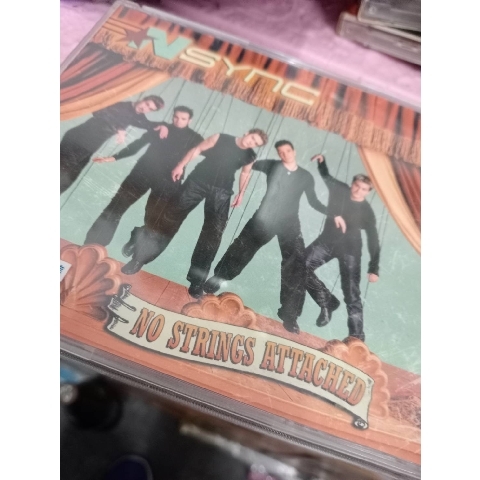 *NSYNC
NO STRINGS ATTACHED